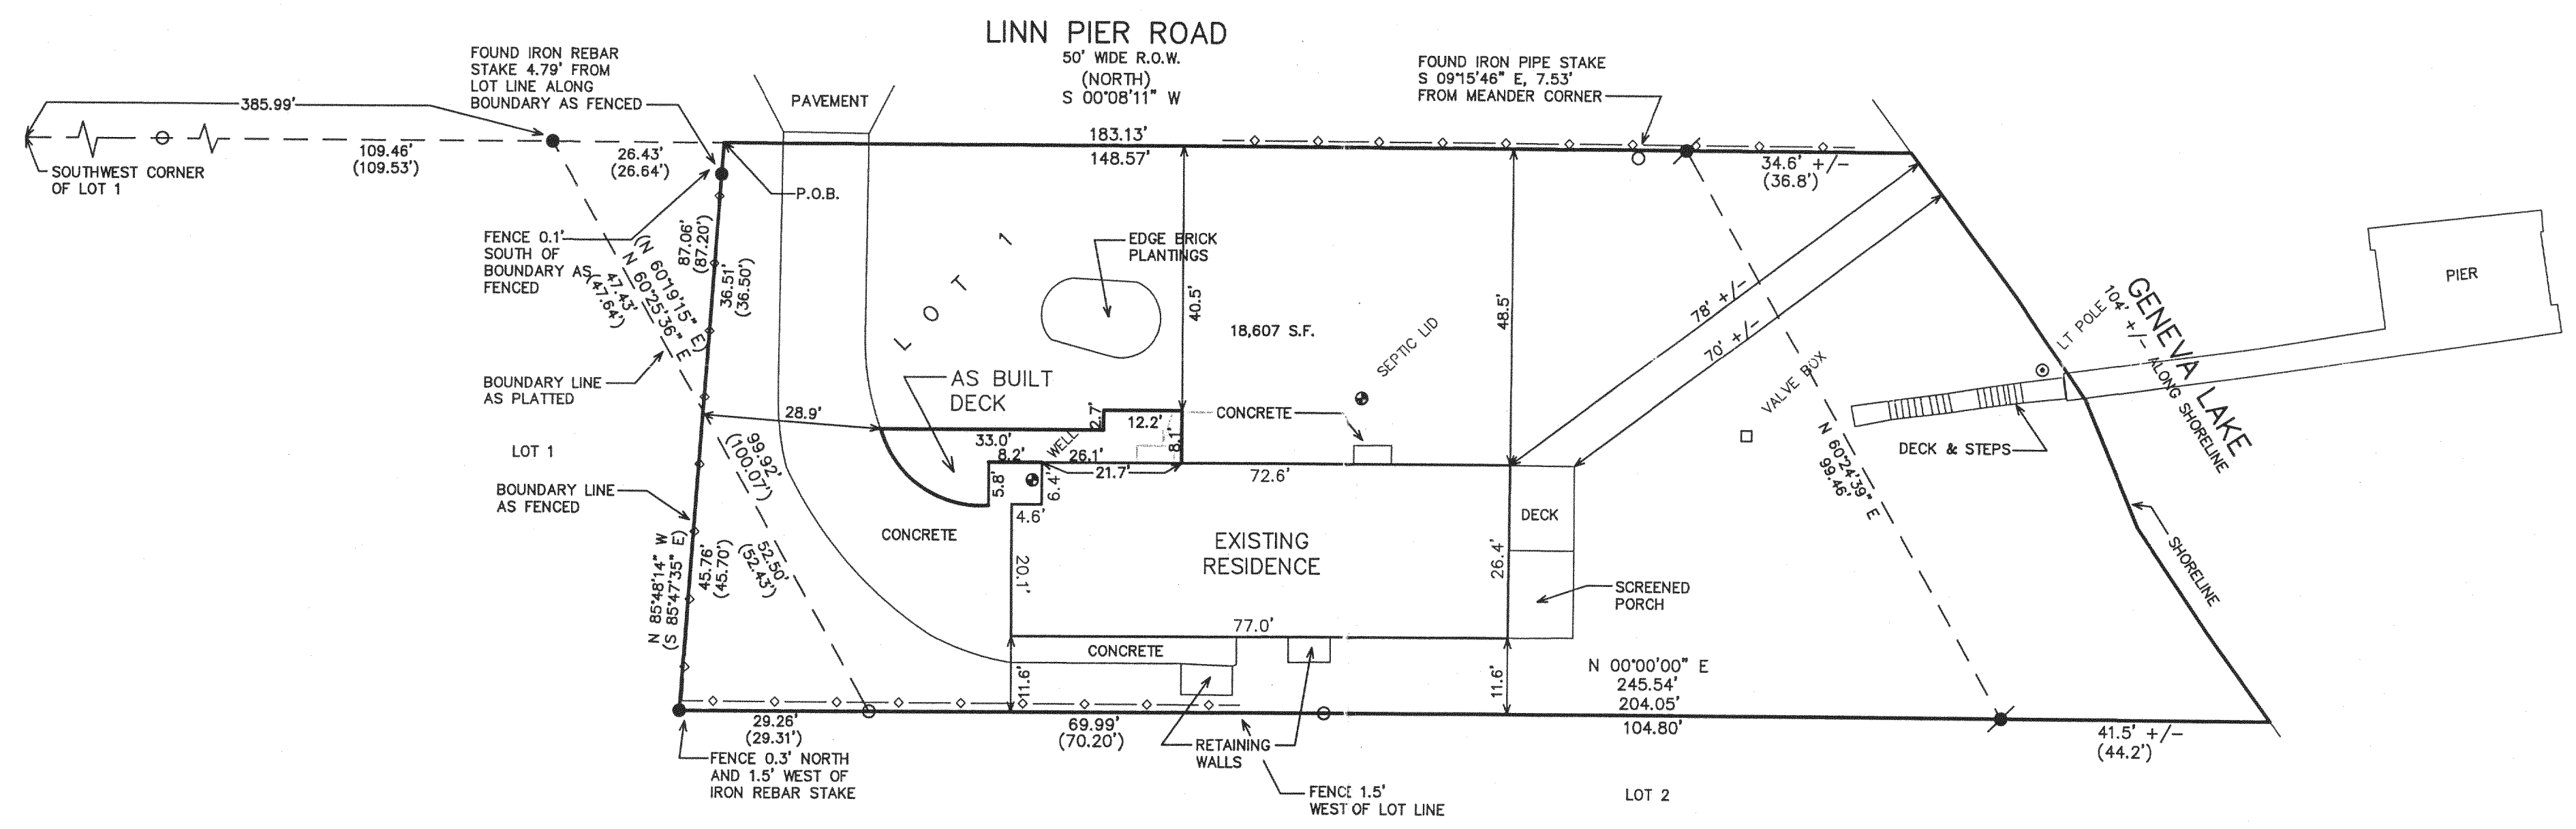 LINN PIER ROAD
50' WIDE R.O.W.
(NORTH)
S 00°08'11" W
183.13'
148.57'
FOUND IRON REBAR
STAKE 4.79' FROM
LOT LINE ALONG
BOUNDARY AS FENCED
385.99'
109.46'
(109.53')
26.43'
(26.64')
SOUTHWEST CORNER
OF LOT 1
PAVEMENT
P.O.B.
FOUND IRON PIPE STAKE
S 09°15'46" E, 7.53'
FROM MEANDER CORNER
34.6' +/-
(36.8')
FENCE 0.1'
SOUTH OF
BOUNDARY AS
FENCED
(N 60°19'15" E)
N 60°25'36" E
47.43'
(47.64')
87.06'
(87.20')
36.51'
(36.50')
LOT 1
EDGE BRICK
PLANTINGS
40.5'
18,607 S.F.
48.5'
SEPTIC LID
78' +/-
70' +/-
VALVE BOX
LT POLE
104' +/- ALONG SHORELINE
GENEVA LAKE
PIER
BOUNDARY LINE
AS PLATTED
AS BUILT
DECK
28.9'
33.0'
2.7'
12.2'
8.1'
CONCRETE
8.2'
WELL
26.1'
21.7'
72.6'
5.8'
6.4'
4.6'
LOT 1
99.92'
(100.07')
BOUNDARY LINE
AS FENCED
CONCRETE
52.50'
(52.43')
N 85°48'14" W
(S 85°47'35" E)
45.76'
(45.70')
20.1'
EXISTING
RESIDENCE
26.4'
DECK
SCREENED
PORCH
DECK & STEPS
N 60°24'39" E
99.46'
SHORELINE
77.0'
CONCRETE
11.6'
11.6'
N 00°00'00" E
245.54'
204.05'
104.80'
29.26'
(29.31')
69.99'
(70.20')
41.5' +/-
(44.2')
RETAINING
WALLS
FENCE 0.3' NORTH
AND 1.5' WEST OF
IRON REBAR STAKE
FENCE 1.5'
WEST OF LOT LINE
LOT 2